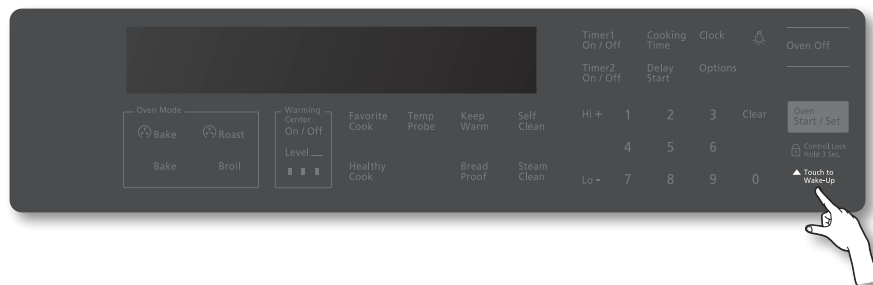 Timer1
On / Off
Cooking
Time
Clock
Oven Off
Timer2
On / Off
Delay
Start
Options
Oven Mode
Bake
Roast
Bake
Broil
Warming
Center
On / Off
Level
Favorite
Cook
Temp
Probe
Keep
Warm
Self
Clean
Healthy
Cook
Bread
Proof
Steam
Clean
Hi + 1 2 3 Clear
4 5 6
Lo - 7 8 9 0
Oven
Start / Set
Control Lock
Hold 3 Sec.
Touch to
Wake-Up